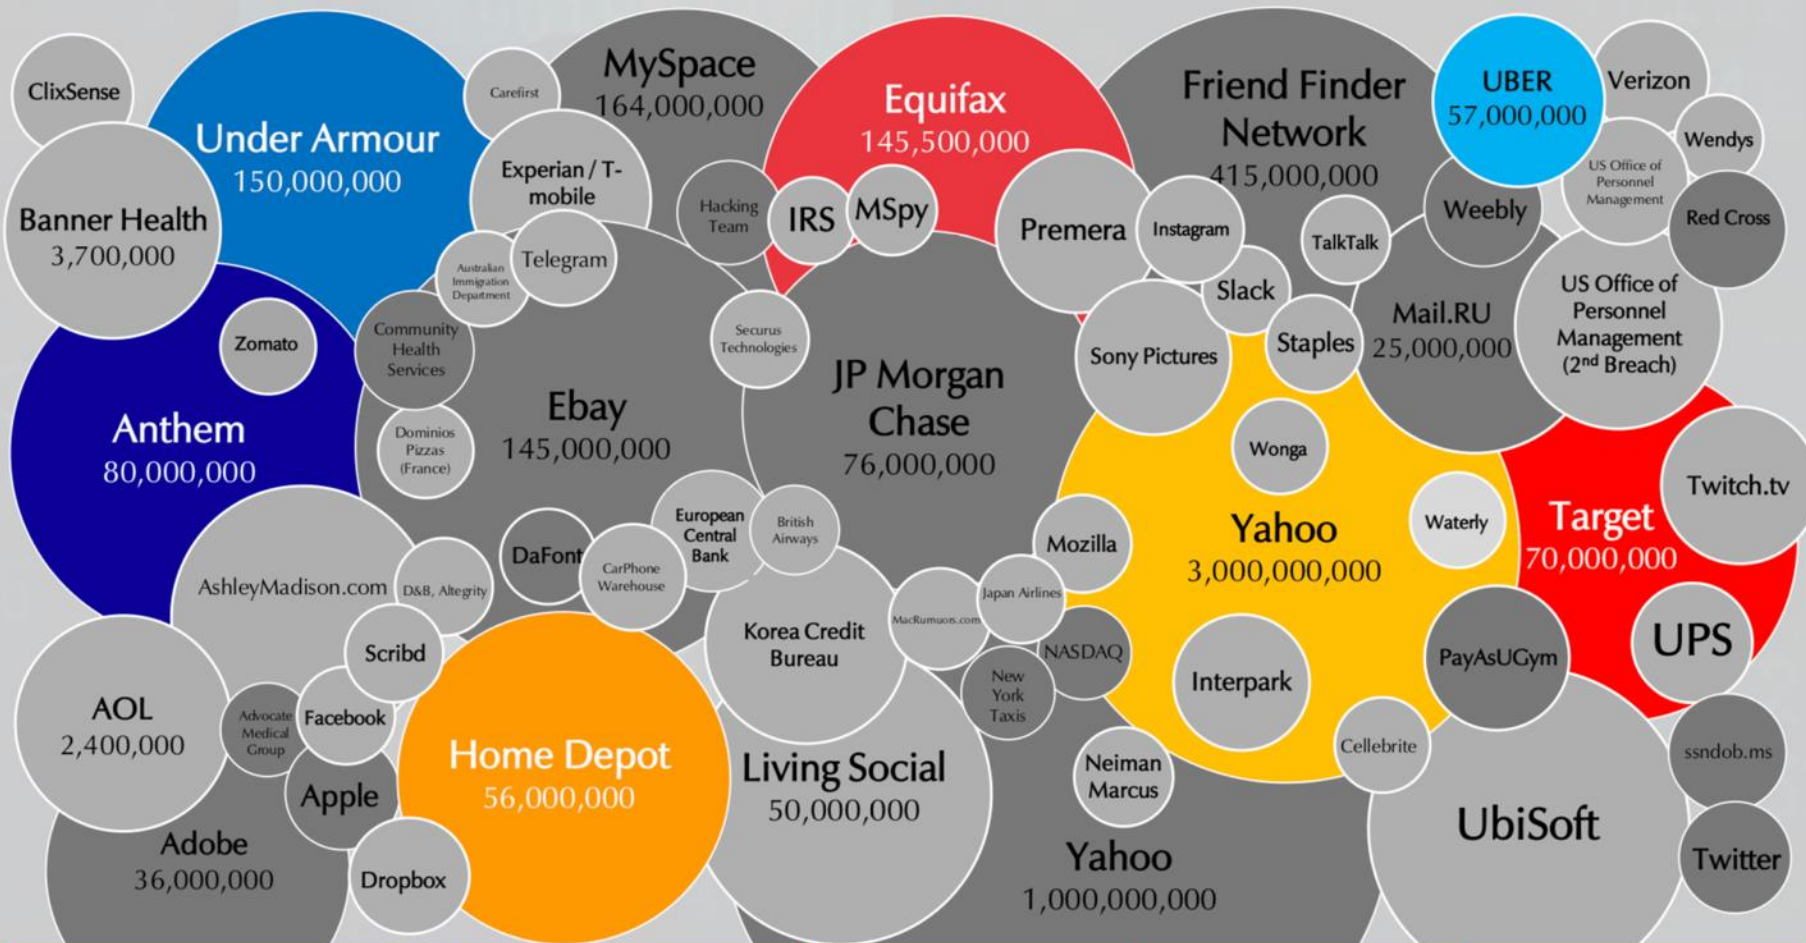 ClixSense
Under Armour
150,000,000
Carefirst
MySpace
164,000,000
Equifax
145,500,000
Friend Finder
Network
415,000,000
UBER
57,000,000
Verizon
Wendys
US Office of
Personnel
Management
Red Cross
Banner Health
3,700,000
Experian / T-
mobile
Hacking
Team
IRS
MSpy
Premera
Instagram
TalkTalk
Weebly
Australian
Immigration
Department
Telegram
Slack
Mail.RU
25,000,000
US Office of
Personnel
Management
(2nd Breach)
Zomato
Community
Health
Services
Securus
Technologies
Sony Pictures
Staples
Anthem
80,000,000
Dominios
Pizzas
(France)
Ebay
145,000,000
JP Morgan
Chase
76,000,000
Wonga
Twitch.tv
European
Central
Bank
British
Airways
Mozilla
Yahoo
3,000,000,000
Waterly
Target
70,000,000
DaFont
CarPhone
Warehouse
AshleyMadison.com
D&B, Altegrity
Japan Airlines
MacRumuors.com
Korea Credit
Bureau
NASDAQ
Scribd
New
York
Taxis
Interpark
PayAsUGym
UPS
AOL
2,400,000
Advocate
Medical
Group
Facebook
Home Depot
56,000,000
Living Social
50,000,000
Neiman
Marcus
Cellebrite
ssndob.ms
Apple
Adobe
36,000,000
Dropbox
Yahoo
1,000,000,000
UbiSoft
Twitter